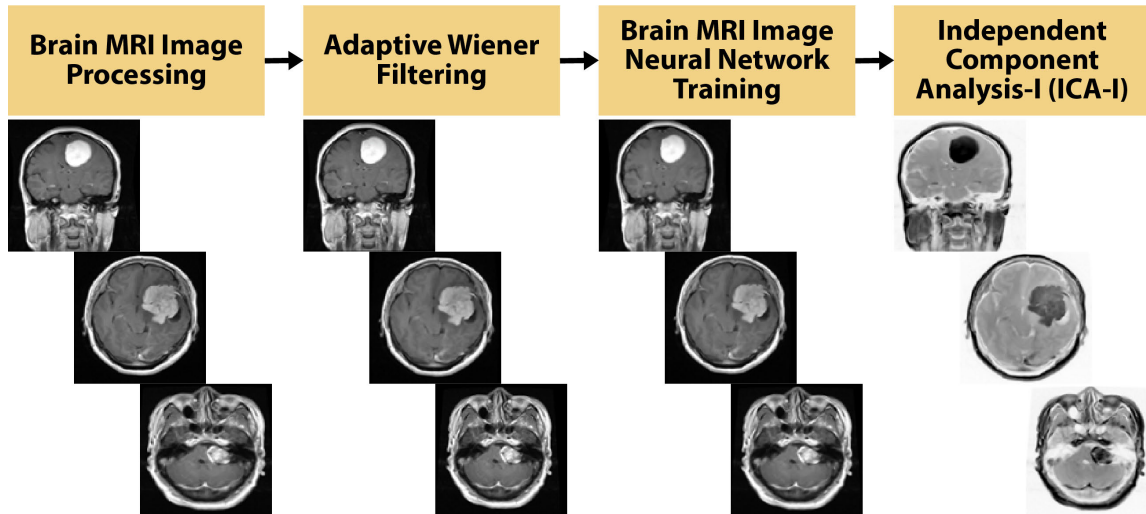 Brain MRI Image
Processing
Adaptive Wiener
Filtering
Brain MRI Image
Neural Network
Training
Independent
Component
Analysis-I (ICA-I)